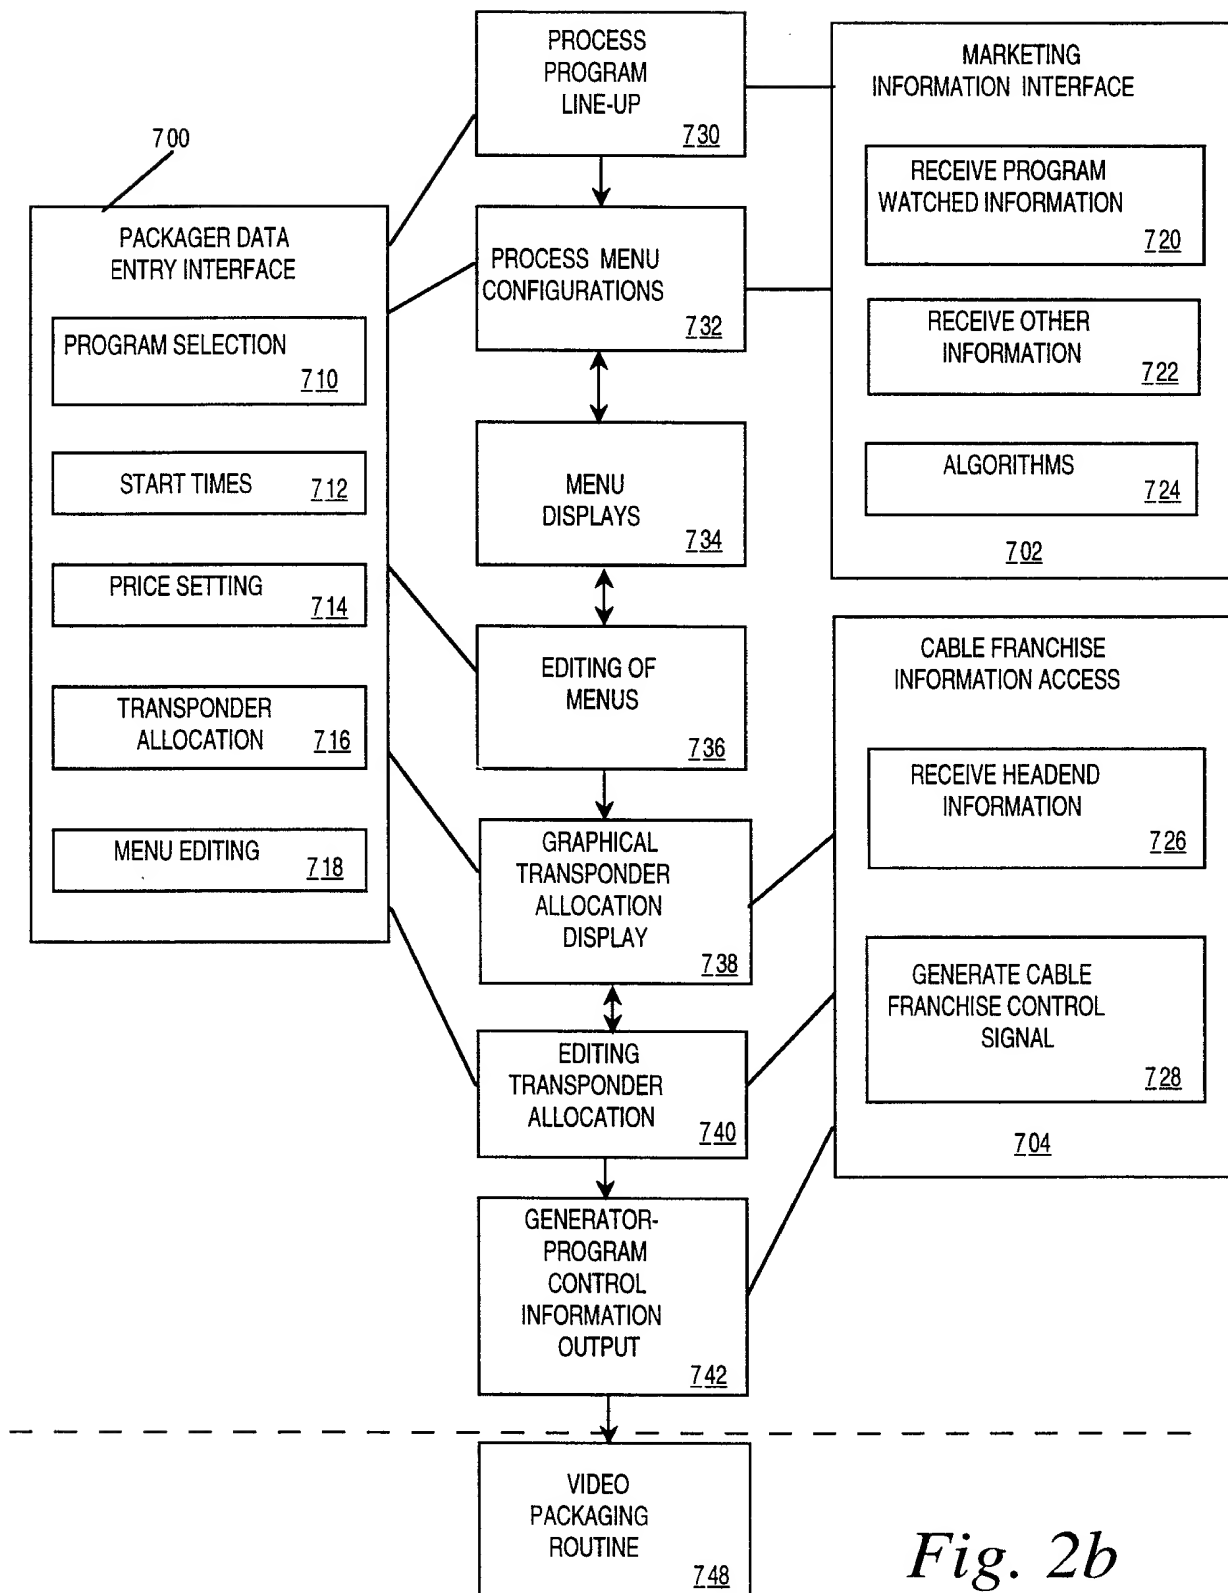 700
PACKAGER DATA
ENTRY INTERFACE
PROGRAM SELECTION
710
START TIMES
712
PRICE SETTING
714
TRANSPONDER
ALLOCATION
716
MENU EDITING
718
PROCESS
PROGRAM
LINE-UP
730
PROCESS MENU
CONFIGURATIONS
732
MENU
DISPLAYS
734
EDITING OF
MENUS
736
GRAPHICAL
TRANSPONDER
ALLOCATION
DISPLAY
738
EDITING
TRANSPONDER
ALLOCATION
740
GENERATOR-
PROGRAM
CONTROL
INFORMATION
OUTPUT
742
VIDEO
PACKAGING
ROUTINE
748
MARKETING
INFORMATION INTERFACE
RECEIVE PROGRAM
WATCHED INFORMATION
720
RECEIVE OTHER
INFORMATION
722
ALGORITHMS
724
702
CABLE FRANCHISE
INFORMATION ACCESS
RECEIVE HEADEND
INFORMATION
726
GENERATE CABLE
FRANCHISE CONTROL
SIGNAL
728
704
Fig. 2b